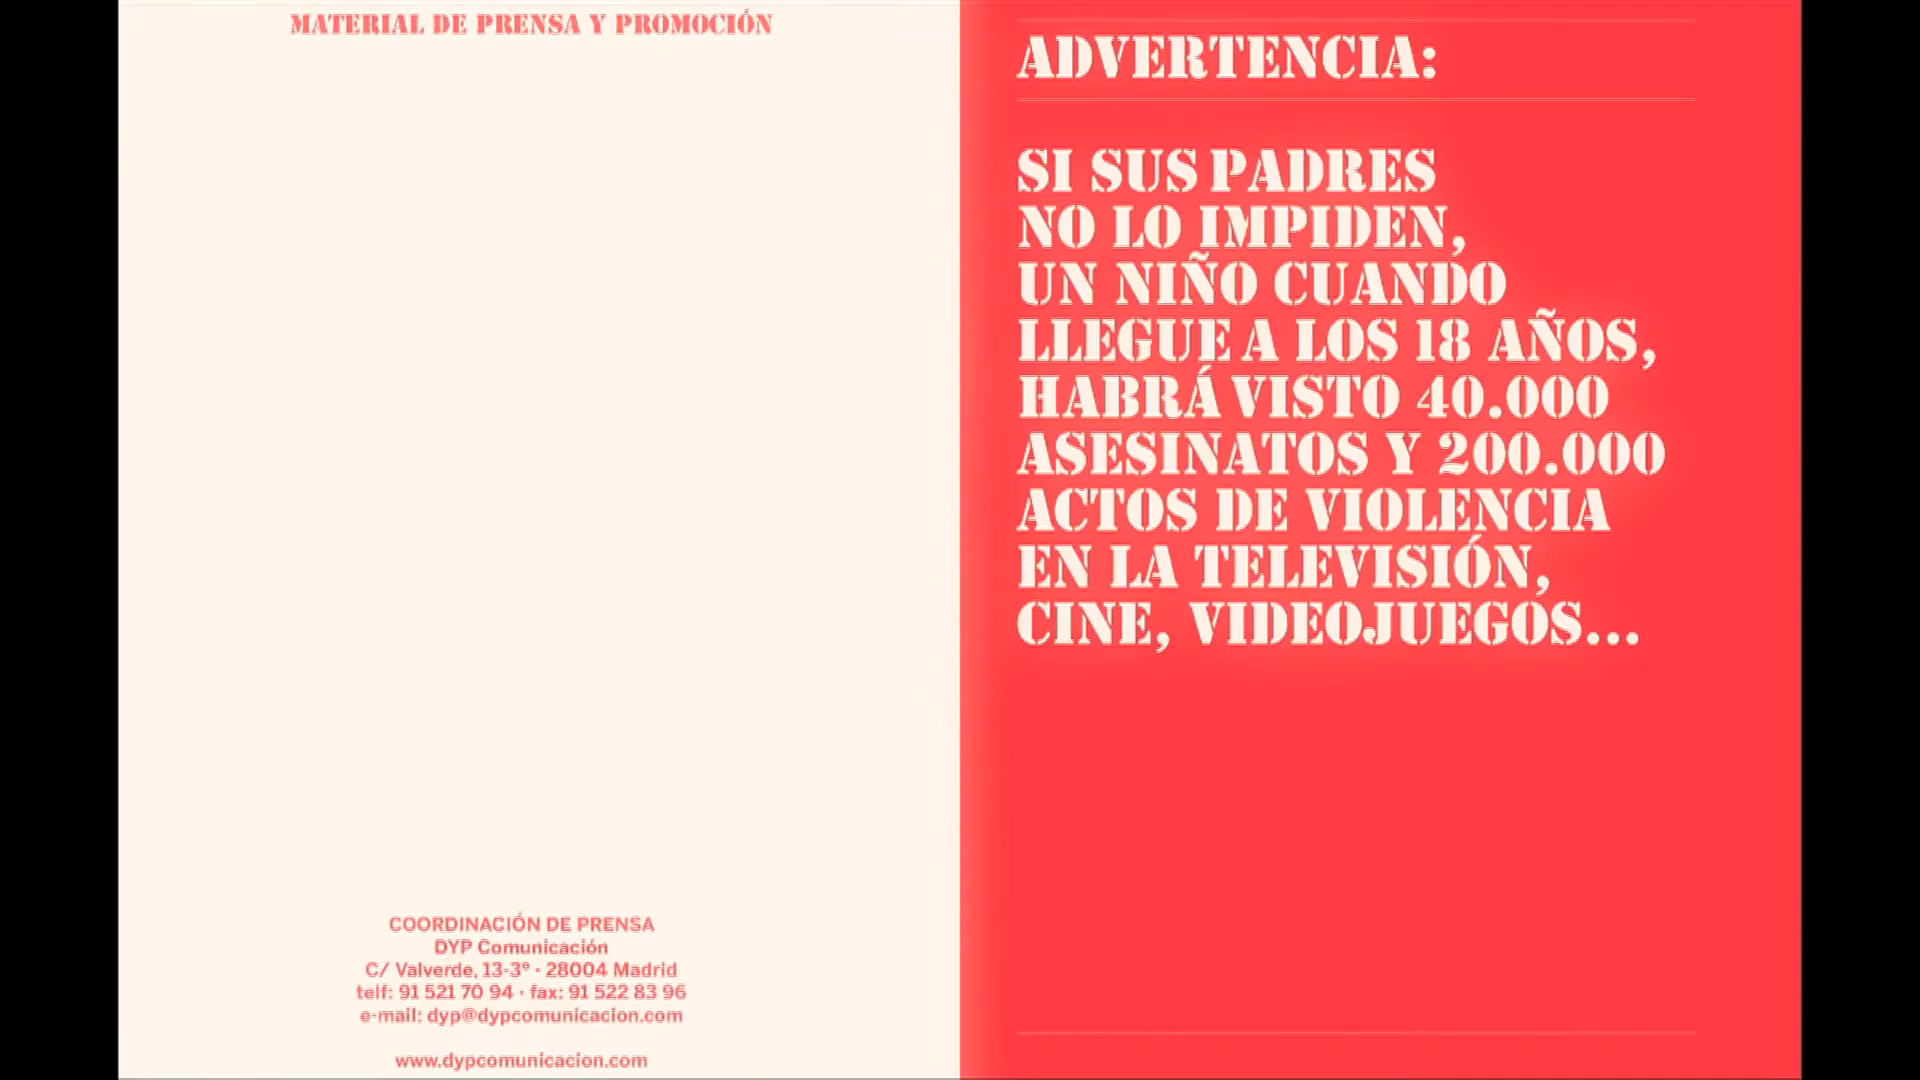 MATERIAL DE PRENSA Y PROMOCIÓN
COORDINACIÓN DE PRENSA
DYP Comunicación
C/ Valverde, 13-3º · 28004 Madrid
telf: 91 521 70 94 · fax: 91 522 83 96
e-mail: dyp@dypcomunicacion.com
www.dypcomunicacion.com
ADVERTENCIA:
SI SUS PADRES
NO LO IMPIDEN,
UN NIÑO CUANDO
LLEGUE A LOS 18 AÑOS,
HABRÁ VISTO 40.000
ASESINATOS Y 200.000
ACTOS DE VIOLENCIA
EN LA TELEVISIÓN,
CINE, VIDEOJUEGOS...